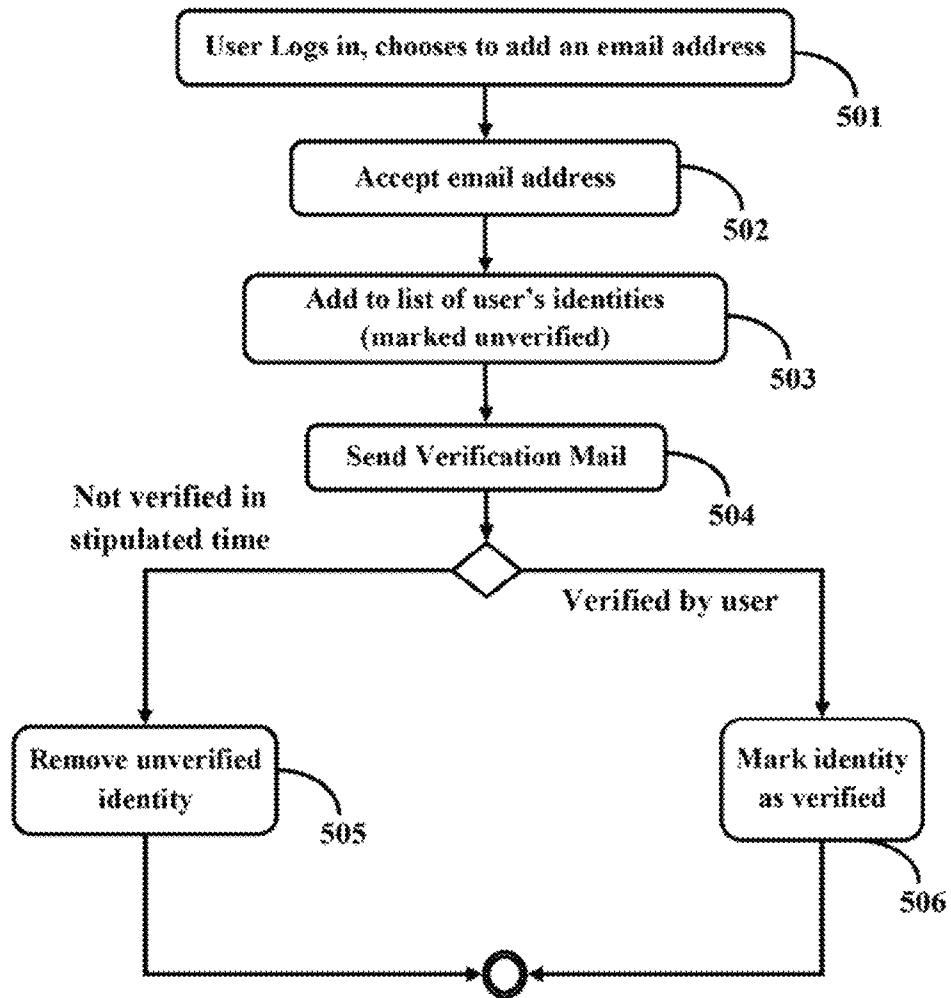 User Logs in, chooses to add an email address
501
Accept email address
502
Add to list of user's identities
(marked unverified)
503
Send Verification Mail
504
Not verified in
stipulated time
Verified by user
Remove unverified
identity
505
Mark identity
as verified
506